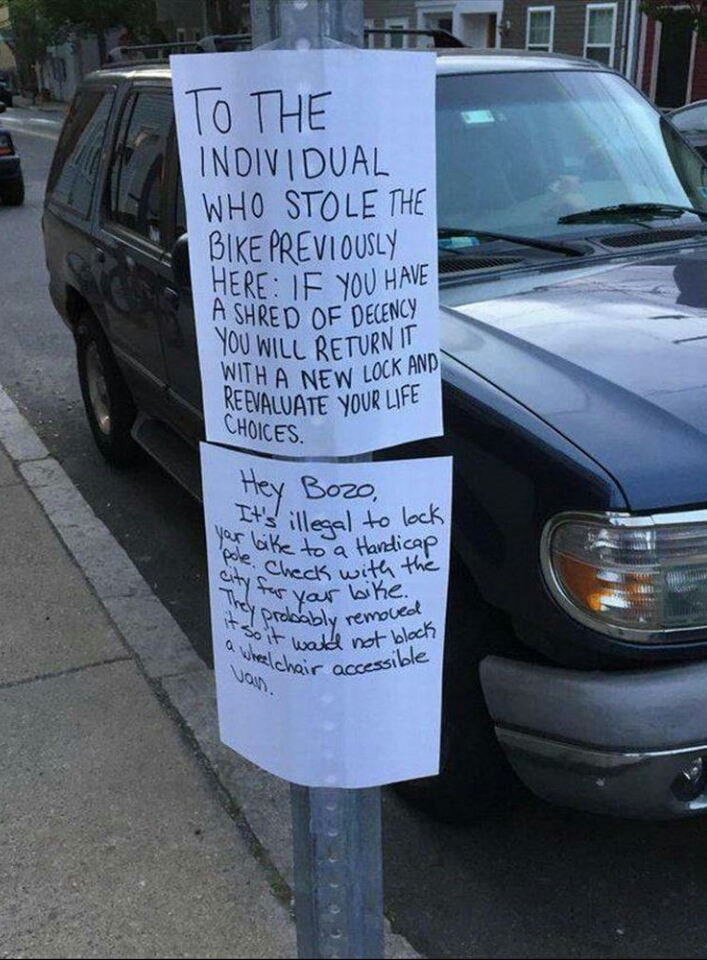 TO THE
INDIVIDUAL
WHO STOLE THE
BIKE PREVIOUSLY
HERE: IF YOU HAVE
A SHRED OF DECENCY
YOU WILL RETURN IT
WITH A NEW LOCK AND
REEVALUATE YOUR LIFE
CHOICES.
Hey Bozo,
It's illegal to lock
your bike to a Handicap
pole. Check with the
city for your bike.
They probably removed
it so it would not block
a wheelchair accessible
van.